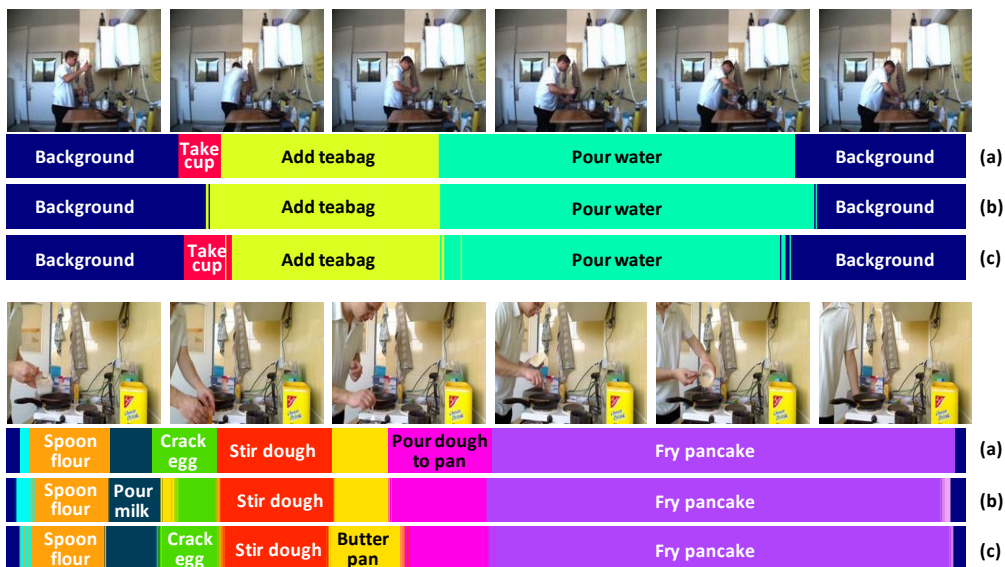 Background Take cup Add teabag Pour water Background (a)
Background Add teabag Pour water Background (b)
Background Take cup Add teabag Pour water Background (c)
Spoon flour Crack egg Stir dough Pour dough to pan Fry pancake (a)
Spoon flour Pour milk Stir dough Fry pancake (b)
Spoon flour Crack egg Stir dough Butter pan Fry pancake (c)